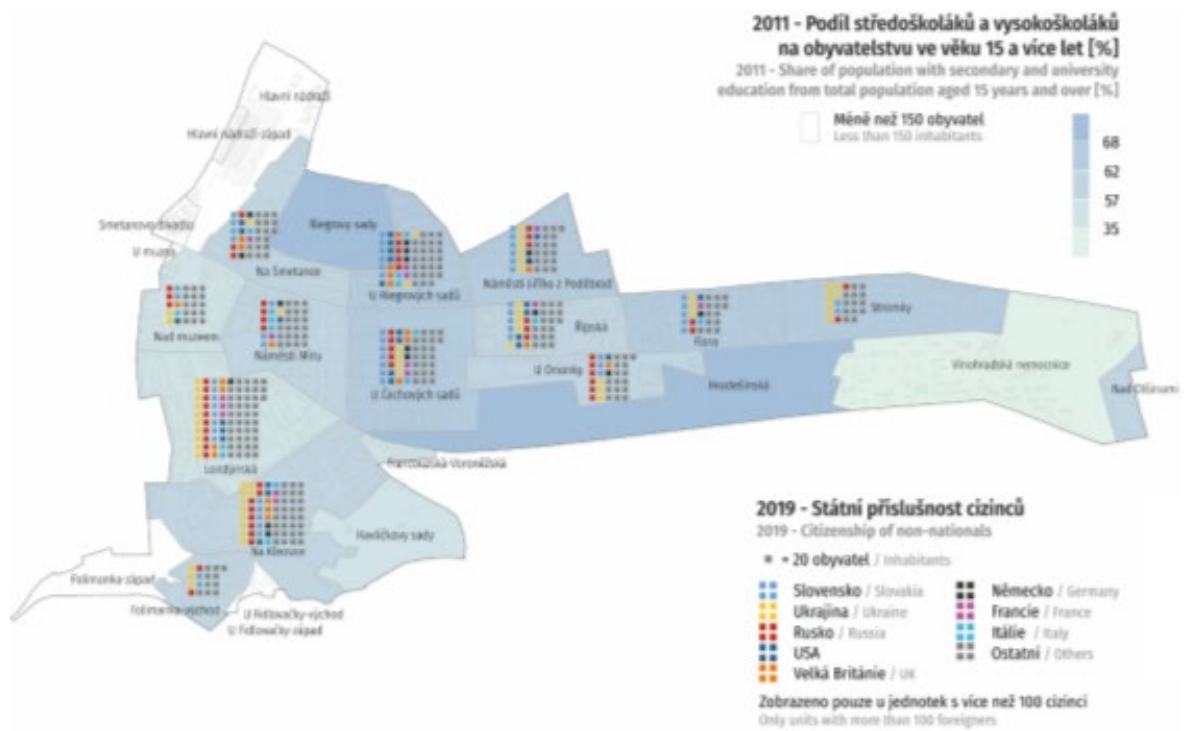 2011 - Podíl středoškoláků a vysokoškoláků
na obyvatelstvu ve věku 15 a více let [%]
2011 - Share of population with secondary and university
education from total population aged 15 years and over [%]
Méně než 150 obyvatel
Less than 150 inhabitants
68
62
57
35
Hlavní nádraží
Hlavní nádraží-západ
Smetanovo divadlo
Riegrovy sady
U muzea
Na Smetance
U Riegrových sadů
Náměstí Jiřího z Poděbrad
Nad muzeem
Náměstí Míru
Řipská
Flora
Stromky
U Čechových sadů
U Orionky
Hradešínská
Vinohradská nemocnice
Nad Olšinami
Londýnská
Francouzská-Voroněžská
Na Kleovce
Havlíčkovy sady
Folimanka-západ
Folimanka-východ
U Fidlovačky-východ
U Fidlovačky-západ
2019 - Státní příslušnost cizinců
2019 - Citizenship of non-nationals
= 20 obyvatel / Inhabitants
Slovensko / Slovakia
Ukrajina / Ukraine
Rusko / Russia
USA
Velká Británie / UK
Německo / Germany
Francie / France
Itálie / Italy
Ostatní / Others
Zobrazeno pouze u jednotek s více než 100 cizinci
Only units with more than 100 foreigners